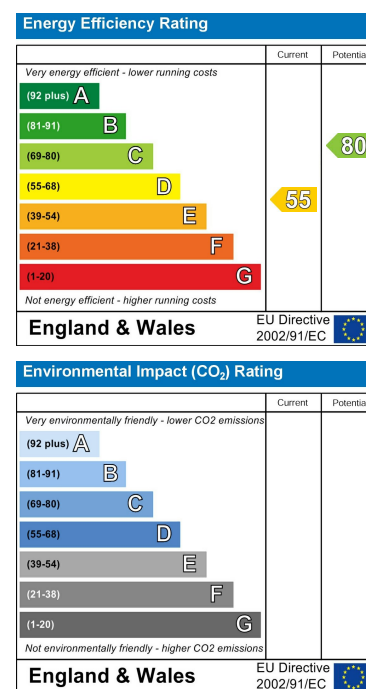 Energy Efficiency Rating
Current Potentia
Very energy efficient - lower running costs
(92 plus) A
(81-91) B
(69-80) C
(55-68) D
(39-54) E
(21-38) F
(1-20) G
55
80
Not energy efficient - higher running costs
England & Wales
EU Directive
2002/91/EC
Environmental Impact (CO₂) Rating
Current Potentia
Very environmentally friendly - lower CO2 emissions
(92 plus) A
(81-91) B
(69-80) C
(55-68) D
(39-54) E
(21-38) F
(1-20) G
Not environmentally friendly - higher CO2 emissions
England & Wales
EU Directive
2002/91/EC